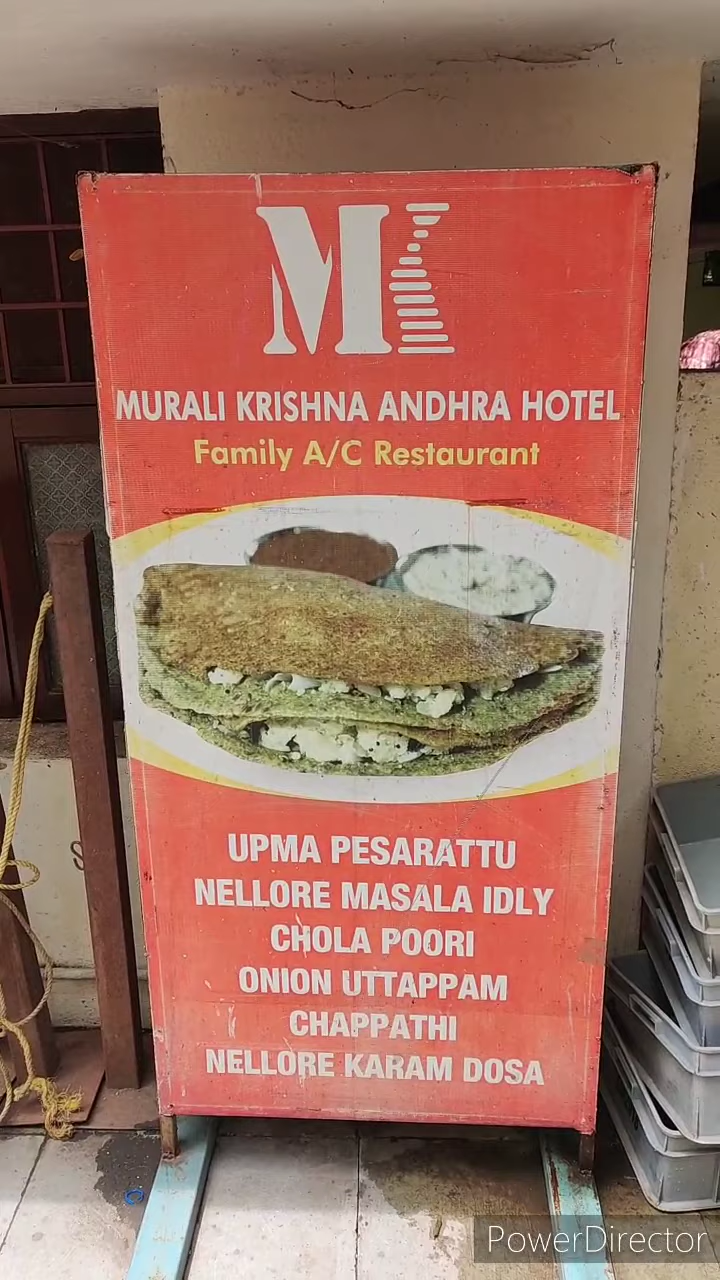 MK
MURALI KRISHNA ANDHRA HOTEL
Family A/C Restaurant
UPMA PESARATTU
NELLORE MASALA IDLY
CHOLA POORI
ONION UTTAPPAM
CHAPPATHI
NELLORE KARAM DOSA
PowerDirector